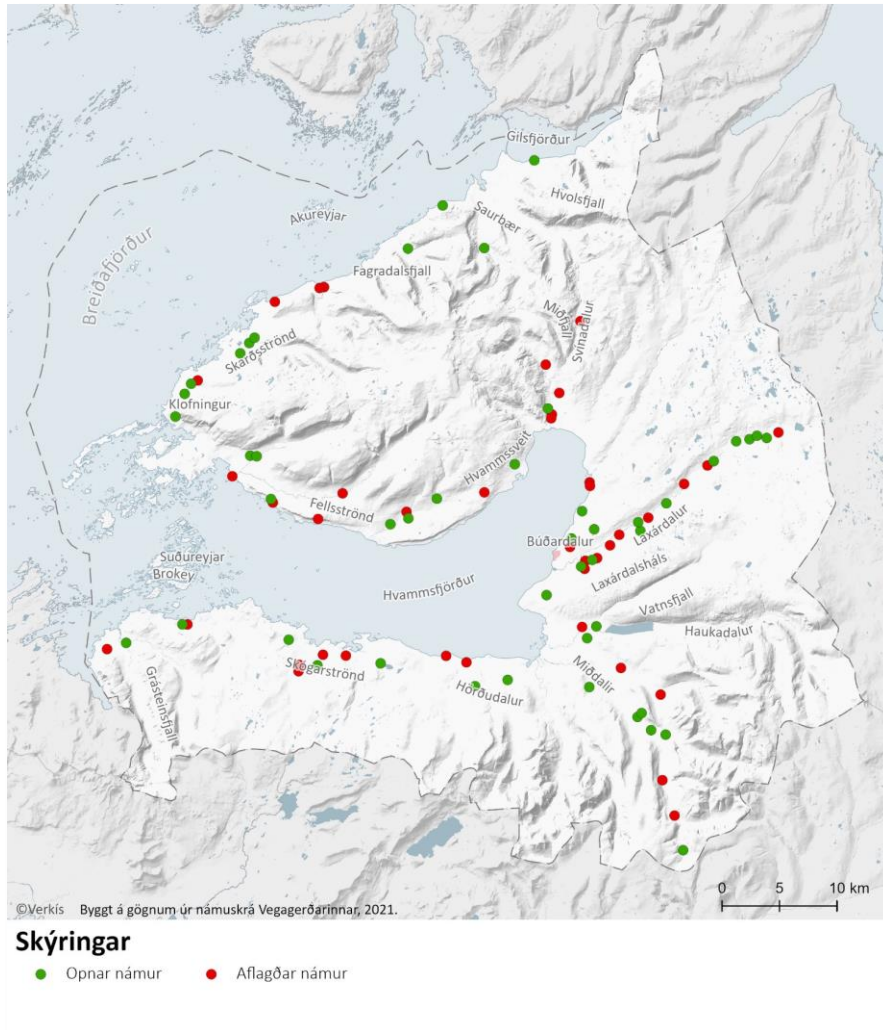 Gilsfjörður
Hvolsfjall
Saurbær
Akureyjar
Breiðafjörður
Fagradalsfjall
Miðfjall
Svínadalur
Skarðsströnd
Klofningur
Hvammssveit
Fellsströnd
Laxárdalur
Búðardalur
Suðureyjar
Brokey
Laxárdalsháls
Hvammsfjörður
Vatnsfjall
Haukadalur
Skógarströnd
Miðdalir
Hörðudalur
Grásteinsfjall
0 5 10 km
©Verkís Byggt á gögnum úr námuskrá Vegagerðarinnar, 2021.
Skýringar
Opnar námur Aflagðar námur